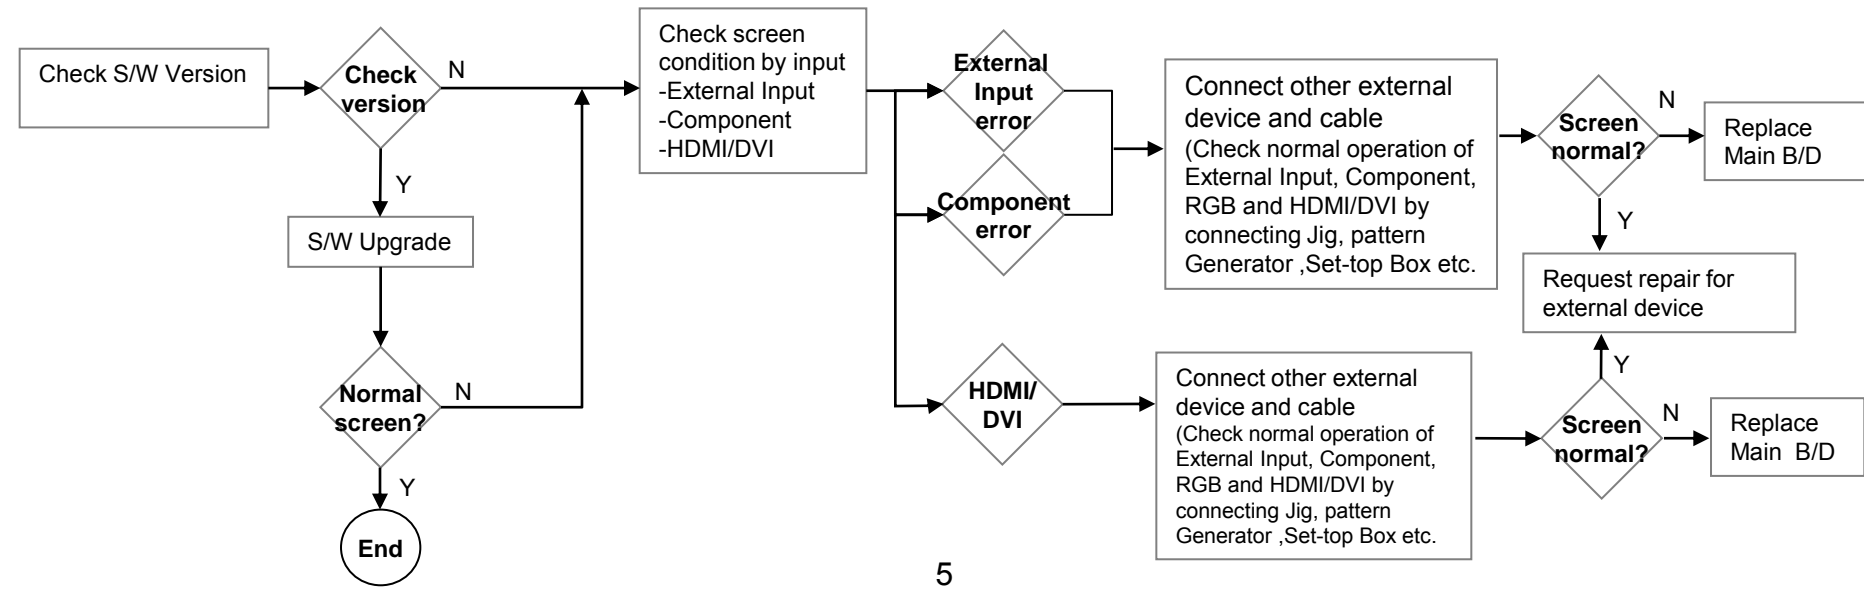 Check S/W Version
Check
version
N
Y
S/W Upgrade
Normal
screen?
N
Y
End
Check screen
condition by input
-External Input
-Component
-HDMI/DVI
External
Input
error
Component
error
HDMI/
DVI
Connect other external
device and cable
(Check normal operation of
External Input, Component,
RGB and HDMI/DVI by
connecting Jig, pattern
Generator ,Set-top Box etc.
Screen
normal?
N
Replace
Main B/D
Y
Request repair for
external device
Connect other external
device and cable
(Check normal operation of
External Input, Component,
RGB and HDMI/DVI by
connecting Jig, pattern
Generator ,Set-top Box etc.
Y
Screen
normal?
N
Replace
Main  B/D
5